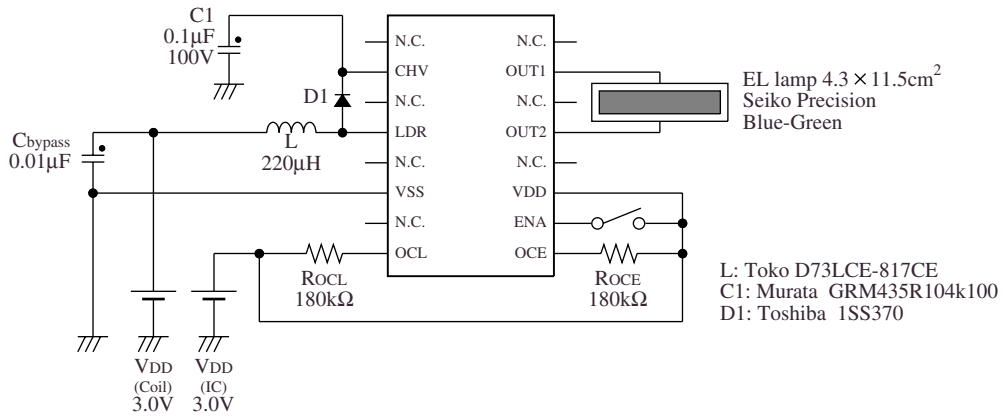 C1
0.1µF
100V
D1
Cbypass
0.01µF
L
220µH
N.C.
CHV
N.C.
LDR
N.C.
VSS
N.C.
OCL
N.C.
OUT1
N.C.
OUT2
N.C.
VDD
ENA
OCE
EL lamp 4.3 × 11.5cm²
Seiko Precision
Blue-Green
ROCL
180kΩ
ROCE
180kΩ
L: Toko D73LCE-817CE
C1: Murata GRM435R104k100
D1: Toshiba 1SS370
VDD
(Coil)
3.0V
VDD
(IC)
3.0V